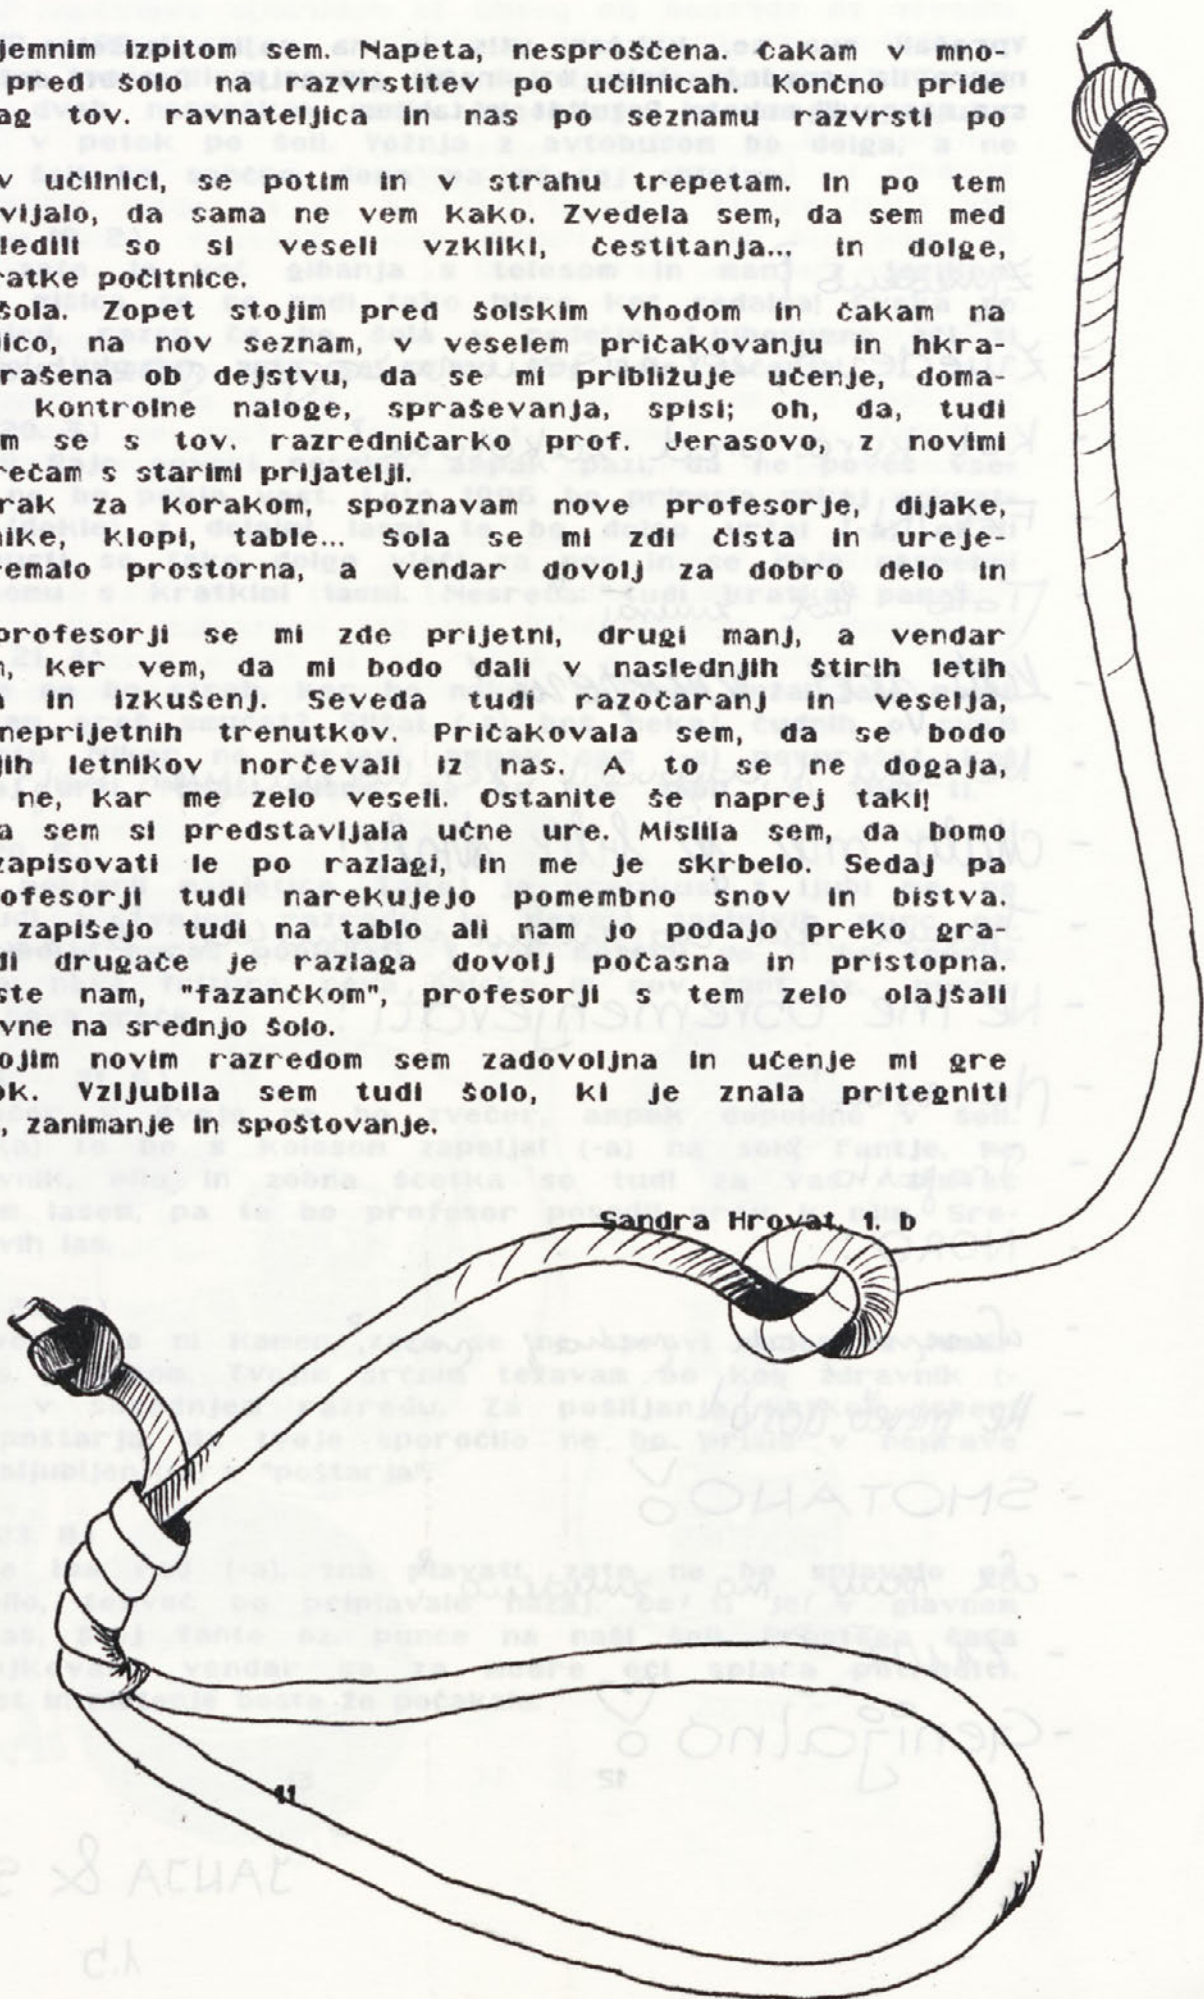 jemnim izpitom sem. Napeta, nesproščena. Čakam v mno-
pred šolo na razvrstitev po učilnicah. Končno pride
ag tov. ravnateljica in nas po seznamu razvrsti po
v učilnici, se potim in v strahu trepetam. In po tem
vijalo, da sama ne vem kako. Zvedela sem, da sem med
ledili so si veseli vzkliki, čestitanja... in dolge,
ratke počitnice.
šola. Zopet stojim pred šolskim vhodom in čakam na
jico, na nov seznam, v veselem pričakovanju in hkra-
rašena ob dejstvu, da se mi približuje učenje, doma-
kontrolne naloge, spraševanja, spisi; oh, da, tudi
m se s tov. razredničarko prof. Jerasovo, z novimi
rečam s starimi prijatelji.
rak za korakom, spoznavam nove profesorje, dijake,
nike, klopi, table... Šola se mi zdi čista in ureje-
remalo prostorna, a vendar dovolj za dobro delo in
profesorji se mi zde prijetni, drugi manj, a vendar
, ker vem, da mi bodo dali v naslednjih štirih letih
in izkušenj. Seveda tudi razočaranj in veselja,
neprijetnih trenutkov. Pričakovala sem, da se bodo
jih letnikov norčevali iz nas. A to se ne dogaja,
ne, kar me zelo veseli. Ostanite še naprej taki!
a sem si predstavljala učne ure. Mislila sem, da bomo
zapisovati le po razlagi, in me je skrbelo. Sedaj pa
ofesorji tudi narekujejo pomembno snov in bistva.
zapišejo tudi na tablo ali nam jo podajo preko gra-
di drugače je razlaga dovolj počasna in pristopna.
ste nam, "fazančkom", profesorji s tem zelo olajšali
vne na srednjo šolo.
ojim novim razredom sem zadovoljna in učenje mi gre
ok. Vzljubila sem tudi šolo, ki je znala pritegniti
, zanimanje in spoštovanje.
Sandra Hrovat, 1. b
11